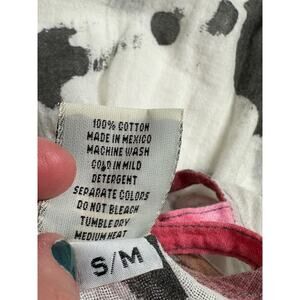 100% COTTON
MADE IN MEXICO
MACHINE WASH
COLD IN MILD
DETERGENT
SEPARATE COLORS
DO NOT BLEACH
TUMBLE DRY
MEDIUM HEAT
S/M